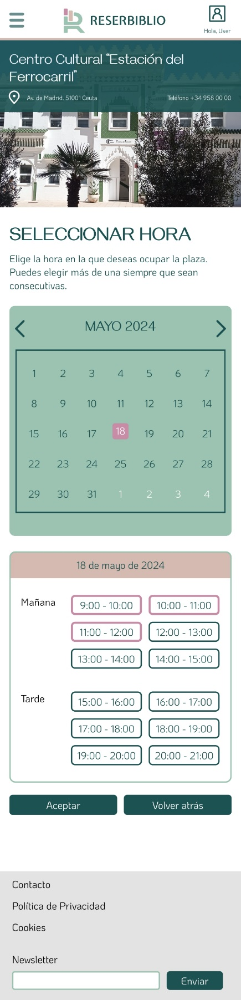 RESERBIBLIO
Hola, User
Centro Cultural “Estación del
Ferrocarril”
Av. de Madrid, 51001 Ceuta
Teléfono +34 958 00 00
SELECCIONAR HORA
Elige la hora en la que deseas ocupar la plaza.
Puedes elegir más de una siempre que sean
consecutivas.
MAYO 2024
1 2 3 4 5 6 7
8 9 10 11 12 13 14
15 16 17 18 19 20 21
22 23 24 25 26 27 28
29 30 31 1 2 3 4
18 de mayo de 2024
Mañana
9:00 - 10:00 10:00 - 11:00
11:00 - 12:00 12:00 - 13:00
13:00 - 14:00 14:00 - 15:00
Tarde
15:00 - 16:00 16:00 - 17:00
17:00 - 18:00 18:00 - 19:00
19:00 - 20:00 20:00 - 21:00
Aceptar Volver atrás
Contacto
Política de Privacidad
Cookies
Newsletter
Enviar